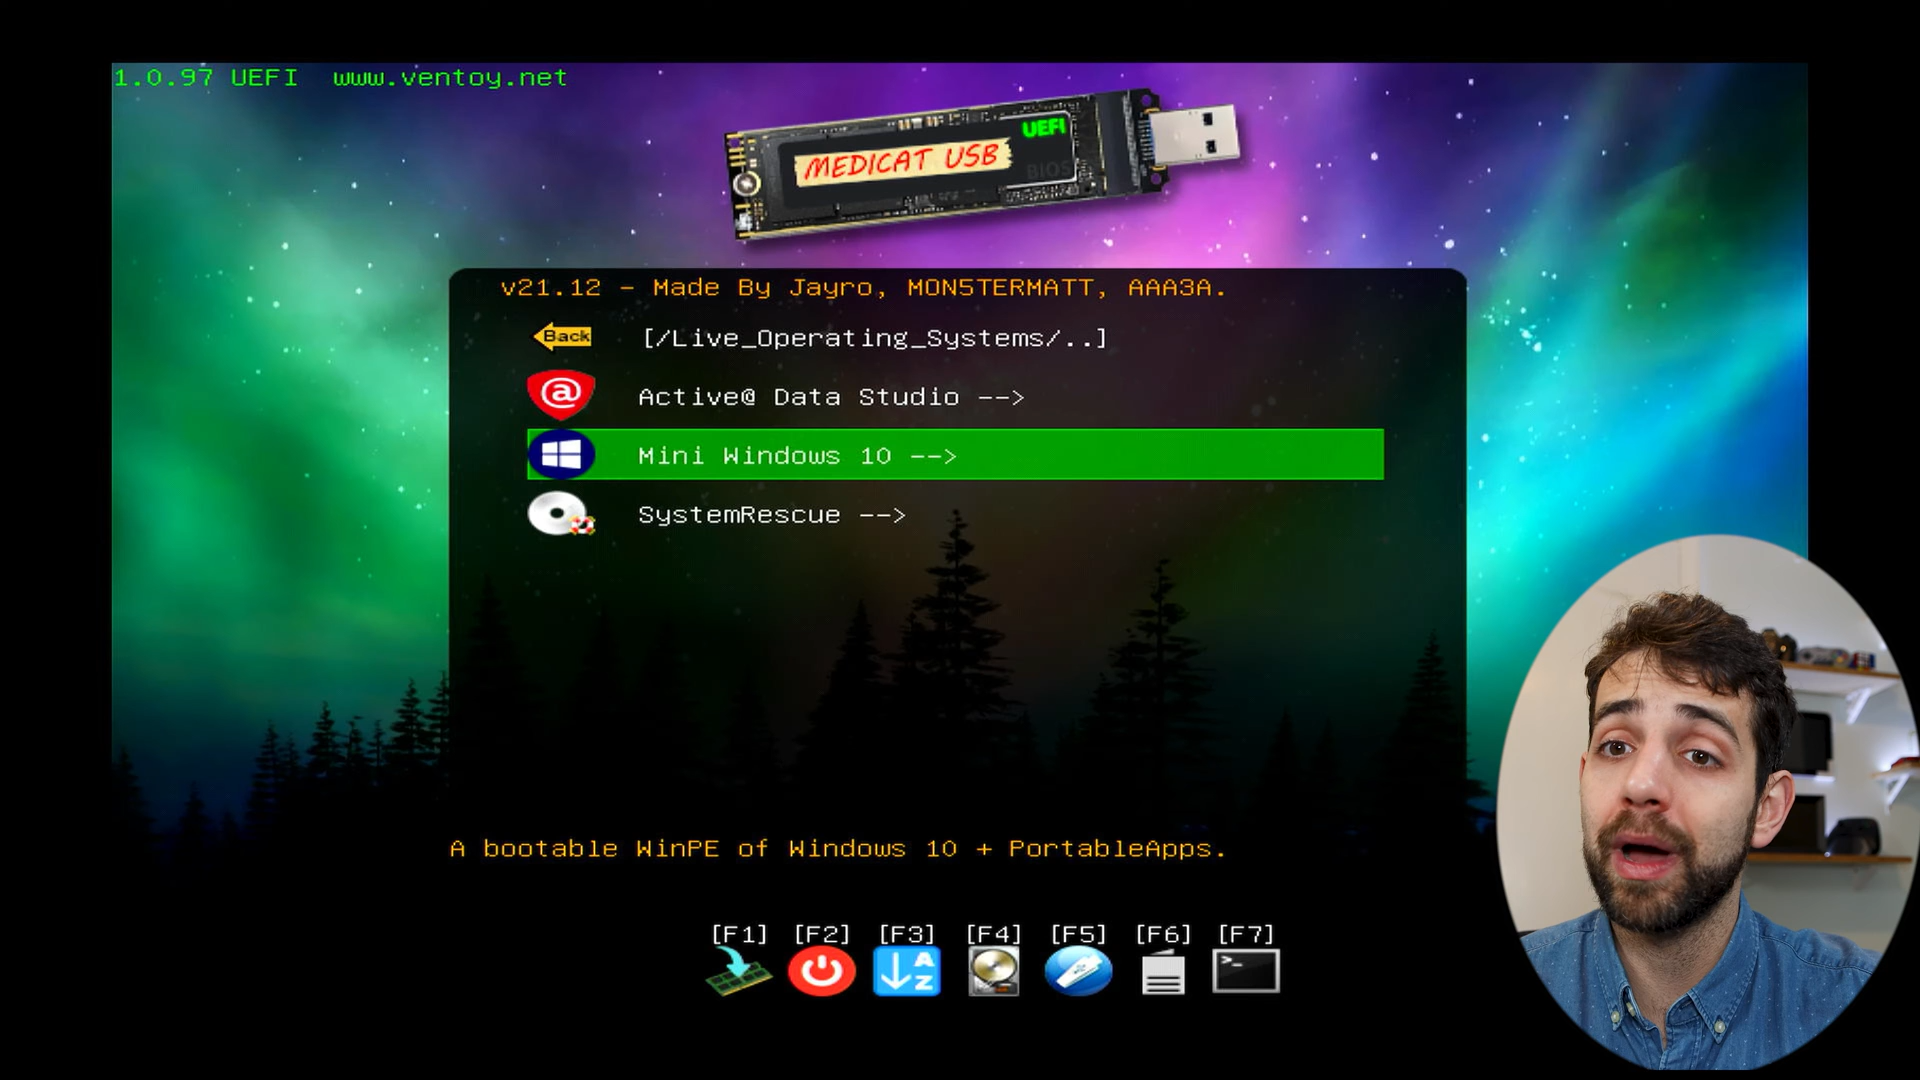 1.0.97 UEFI www.ventoy.net
UEFI
MEDICAT USB
BIOS
v21.12 - Made By Jayro, MON5TERMATT, AAA3A.
Back [/Live_Operating_Systems/..]
@ Active@ Data Studio -->
Mini Windows 10 -->
SystemRescue -->
A bootable WinPE of Windows 10 + PortableApps.
[F1] [F2] [F3] [F4] [F5] [F6] [F7]
A
Z
>_